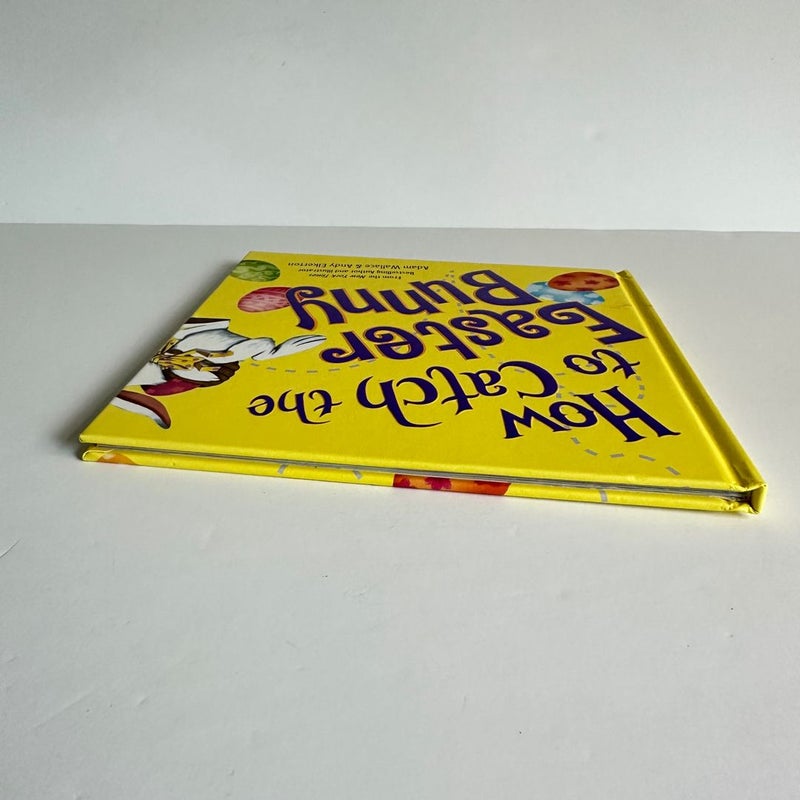 How
to Catch the
Easter
Bunny
From the New York Times
Bestselling Author and Illustrator
Adam Wallace & Andy Elkerton